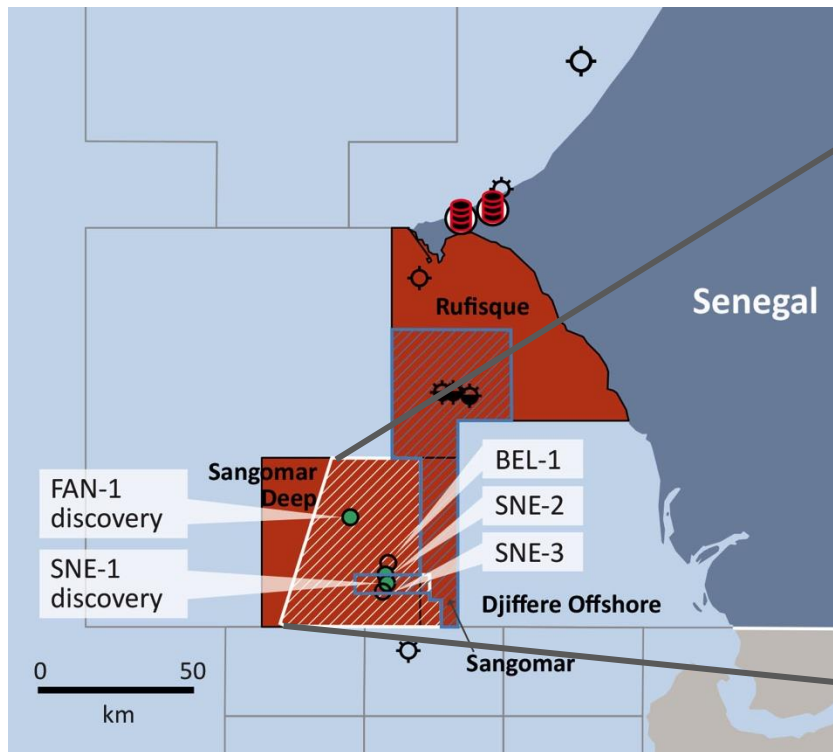 Senegal
Rufisque
Sangomar
Deep
FAN-1
discovery
SNE-1
discovery
BEL-1
SNE-2
SNE-3
Djiffere Offshore
Sangomar
0 50
km